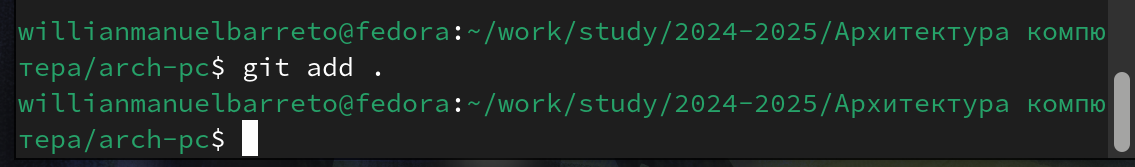 willianmanuelbarreto@fedora:~/work/study/2024-2025/Архитектура компью
тера/arch-pc$ git add .
willianmanuelbarreto@fedora:~/work/study/2024-2025/Архитектура компью
тера/arch-pc$